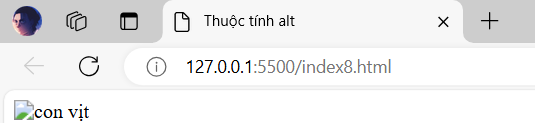 Thuộc tính alt
127.0.0.1:5500/index8.html
con vịt